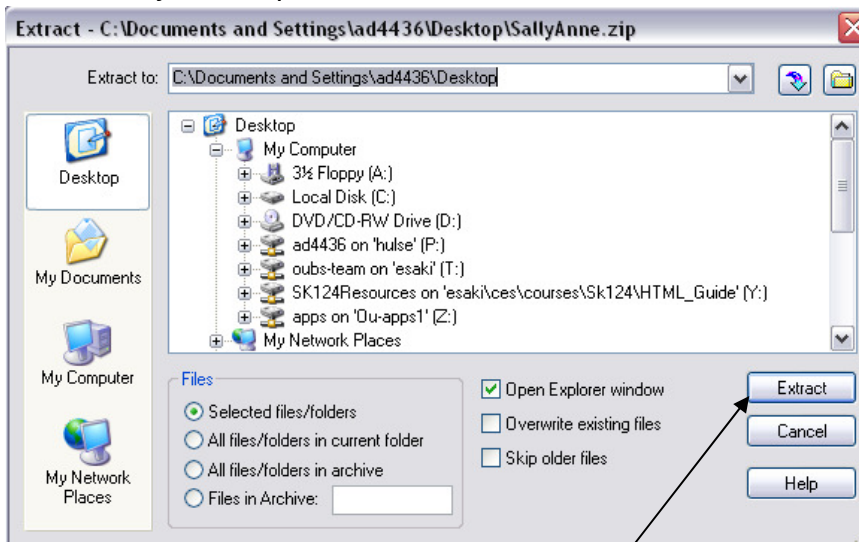 Extract - C:\Documents and Settings\ad4436\Desktop\SallyAnne.zip
Extract to: C:\Documents and Settings\ad4436\Desktop
Desktop
My Documents
My Computer
My Network
Places
Desktop
My Computer
3½ Floppy (A:)
Local Disk (C:)
DVD/CD-RW Drive (D:)
ad4436 on 'hulse' (P:)
oubs-team on 'esaki' (T:)
SK124Resources on 'esaki\ces\courses\Sk124\HTML_Guide' (Y:)
apps on 'Ou-apps1' (Z:)
My Network Places
Files
Selected files/folders
All files/folders in current folder
All files/folders in archive
Files in Archive:
Open Explorer window
Overwrite existing files
Skip older files
Extract
Cancel
Help